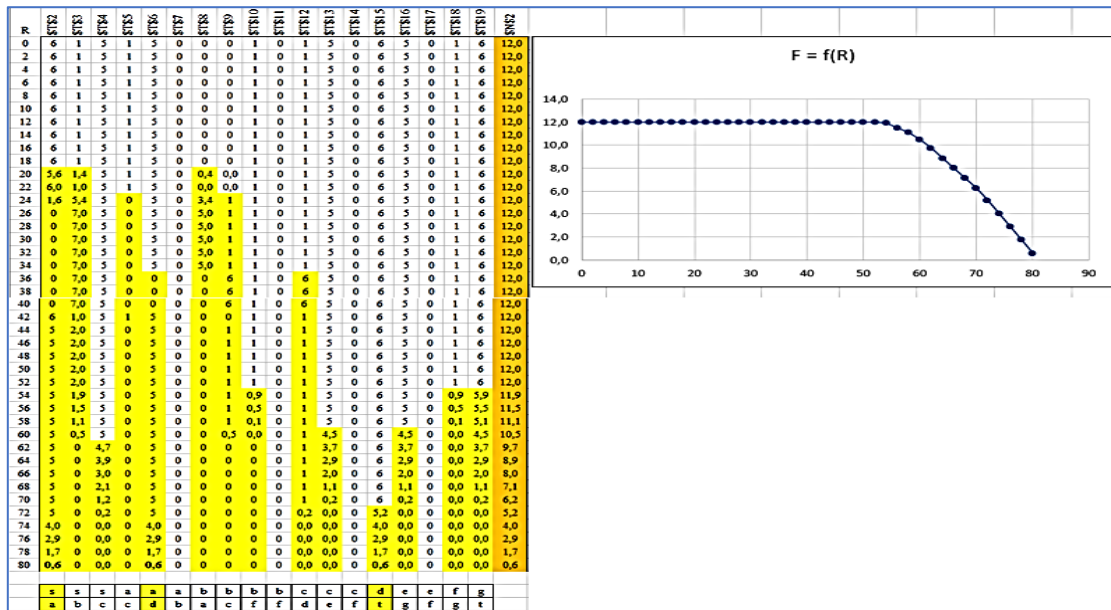 R $T$2 $T$3 $T$4 $T$5 $T$6 $T$7 $T$8 $T$9 $T$10 $T$11 $T$12 $T$13 $T$14 $T$15 $T$16 $T$17 $T$18 $T$19 $N$2
0 6 1 5 1 5 0 0 0 1 0 1 5 0 6 5 0 1 6 12,0
2 6 1 5 1 5 0 0 0 1 0 1 5 0 6 5 0 1 6 12,0
4 6 1 5 1 5 0 0 0 1 0 1 5 0 6 5 0 1 6 12,0
6 6 1 5 1 5 0 0 0 1 0 1 5 0 6 5 0 1 6 12,0
8 6 1 5 1 5 0 0 0 1 0 1 5 0 6 5 0 1 6 12,0
10 6 1 5 1 5 0 0 0 1 0 1 5 0 6 5 0 1 6 12,0
12 6 1 5 1 5 0 0 0 1 0 1 5 0 6 5 0 1 6 12,0
14 6 1 5 1 5 0 0 0 1 0 1 5 0 6 5 0 1 6 12,0
16 6 1 5 1 5 0 0 0 1 0 1 5 0 6 5 0 1 6 12,0
18 6 1 5 1 5 0 0 0 1 0 1 5 0 6 5 0 1 6 12,0
20 5,6 1,4 5 1 5 0 0,4 0,0 1 0 1 5 0 6 5 0 1 6 12,0
22 6,0 1,0 5 1 5 0 0,0 0,0 1 0 1 5 0 6 5 0 1 6 12,0
24 1,6 5,4 5 0 5 0 3,4 1 1 0 1 5 0 6 5 0 1 6 12,0
26 0 7,0 5 0 5 0 5,0 1 1 0 1 5 0 6 5 0 1 6 12,0
28 0 7,0 5 0 5 0 5,0 1 1 0 1 5 0 6 5 0 1 6 12,0
30 0 7,0 5 0 5 0 5,0 1 1 0 1 5 0 6 5 0 1 6 12,0
32 0 7,0 5 0 5 0 5,0 1 1 0 1 5 0 6 5 0 1 6 12,0
34 0 7,0 5 0 5 0 5,0 1 1 0 1 5 0 6 5 0 1 6 12,0
36 0 7,0 5 0 0 0 0 6 1 0 6 5 0 6 5 0 1 6 12,0
38 0 7,0 5 0 0 0 0 6 1 0 6 5 0 6 5 0 1 6 12,0
40 0 7,0 5 0 0 0 0 6 1 0 6 5 0 6 5 0 1 6 12,0
42 6 1,0 5 1 5 0 0 0 1 0 1 5 0 6 5 0 1 6 12,0
44 5 2,0 5 0 5 0 0 1 1 0 1 5 0 6 5 0 1 6 12,0
46 5 2,0 5 0 5 0 0 1 1 0 1 5 0 6 5 0 1 6 12,0
48 5 2,0 5 0 5 0 0 1 1 0 1 5 0 6 5 0 1 6 12,0
50 5 2,0 5 0 5 0 0 1 1 0 1 5 0 6 5 0 1 6 12,0
52 5 2,0 5 0 5 0 0 1 1 0 1 5 0 6 5 0 1 6 12,0
54 5 1,9 5 0 5 0 0 1 0,9 0 1 5 0 6 5 0 0,9 5,9 11,9
56 5 1,5 5 0 5 0 0 1 0,5 0 1 5 0 6 5 0 0,5 5,5 11,5
58 5 1,1 5 0 5 0 0 1 0,1 0 1 5 0 6 5 0 0,1 5,1 11,1
60 5 0,5 5 0 5 0 0 0,5 0,0 0 1 4,5 0 6 4,5 0 0,0 4,5 10,5
62 5 0 4,7 0 5 0 0 0 0 0 1 3,7 0 6 3,7 0 0,0 3,7 9,7
64 5 0 3,9 0 5 0 0 0 0 0 1 2,9 0 6 2,9 0 0,0 2,9 8,9
66 5 0 3,0 0 5 0 0 0 0 0 1 2,0 0 6 2,0 0 0,0 2,0 8,0
68 5 0 2,1 0 5 0 0 0 0 0 1 1,1 0 6 1,1 0 0,0 1,1 7,1
70 5 0 1,2 0 5 0 0 0 0 0 1 0,2 0 6 0,2 0 0,0 0,2 6,2
72 5 0 0,2 0 5 0 0 0 0 0 0,2 0,0 0 5,2 0,0 0 0,0 0,0 5,2
74 4,0 0 0,0 0 4,0 0 0 0 0 0 0,0 0,0 0 4,0 0,0 0 0,0 0,0 4,0
76 2,9 0 0,0 0 2,9 0 0 0 0 0 0,0 0,0 0 2,9 0,0 0 0,0 0,0 2,9
78 1,7 0 0,0 0 1,7 0 0 0 0 0 0,0 0,0 0 1,7 0,0 0 0,0 0,0 1,7
80 0,6 0 0,0 0 0,6 0 0 0 0 0 0,0 0,0 0 0,6 0,0 0 0,0 0,0 0,6
s s s a a a b b b b c c c d e e f g
a b c c d b a c f f d e f t g f g t
F = f(R)
14,0
12,0
10,0
8,0
6,0
4,0
2,0
0,0
0 10 20 30 40 50 60 70 80 90